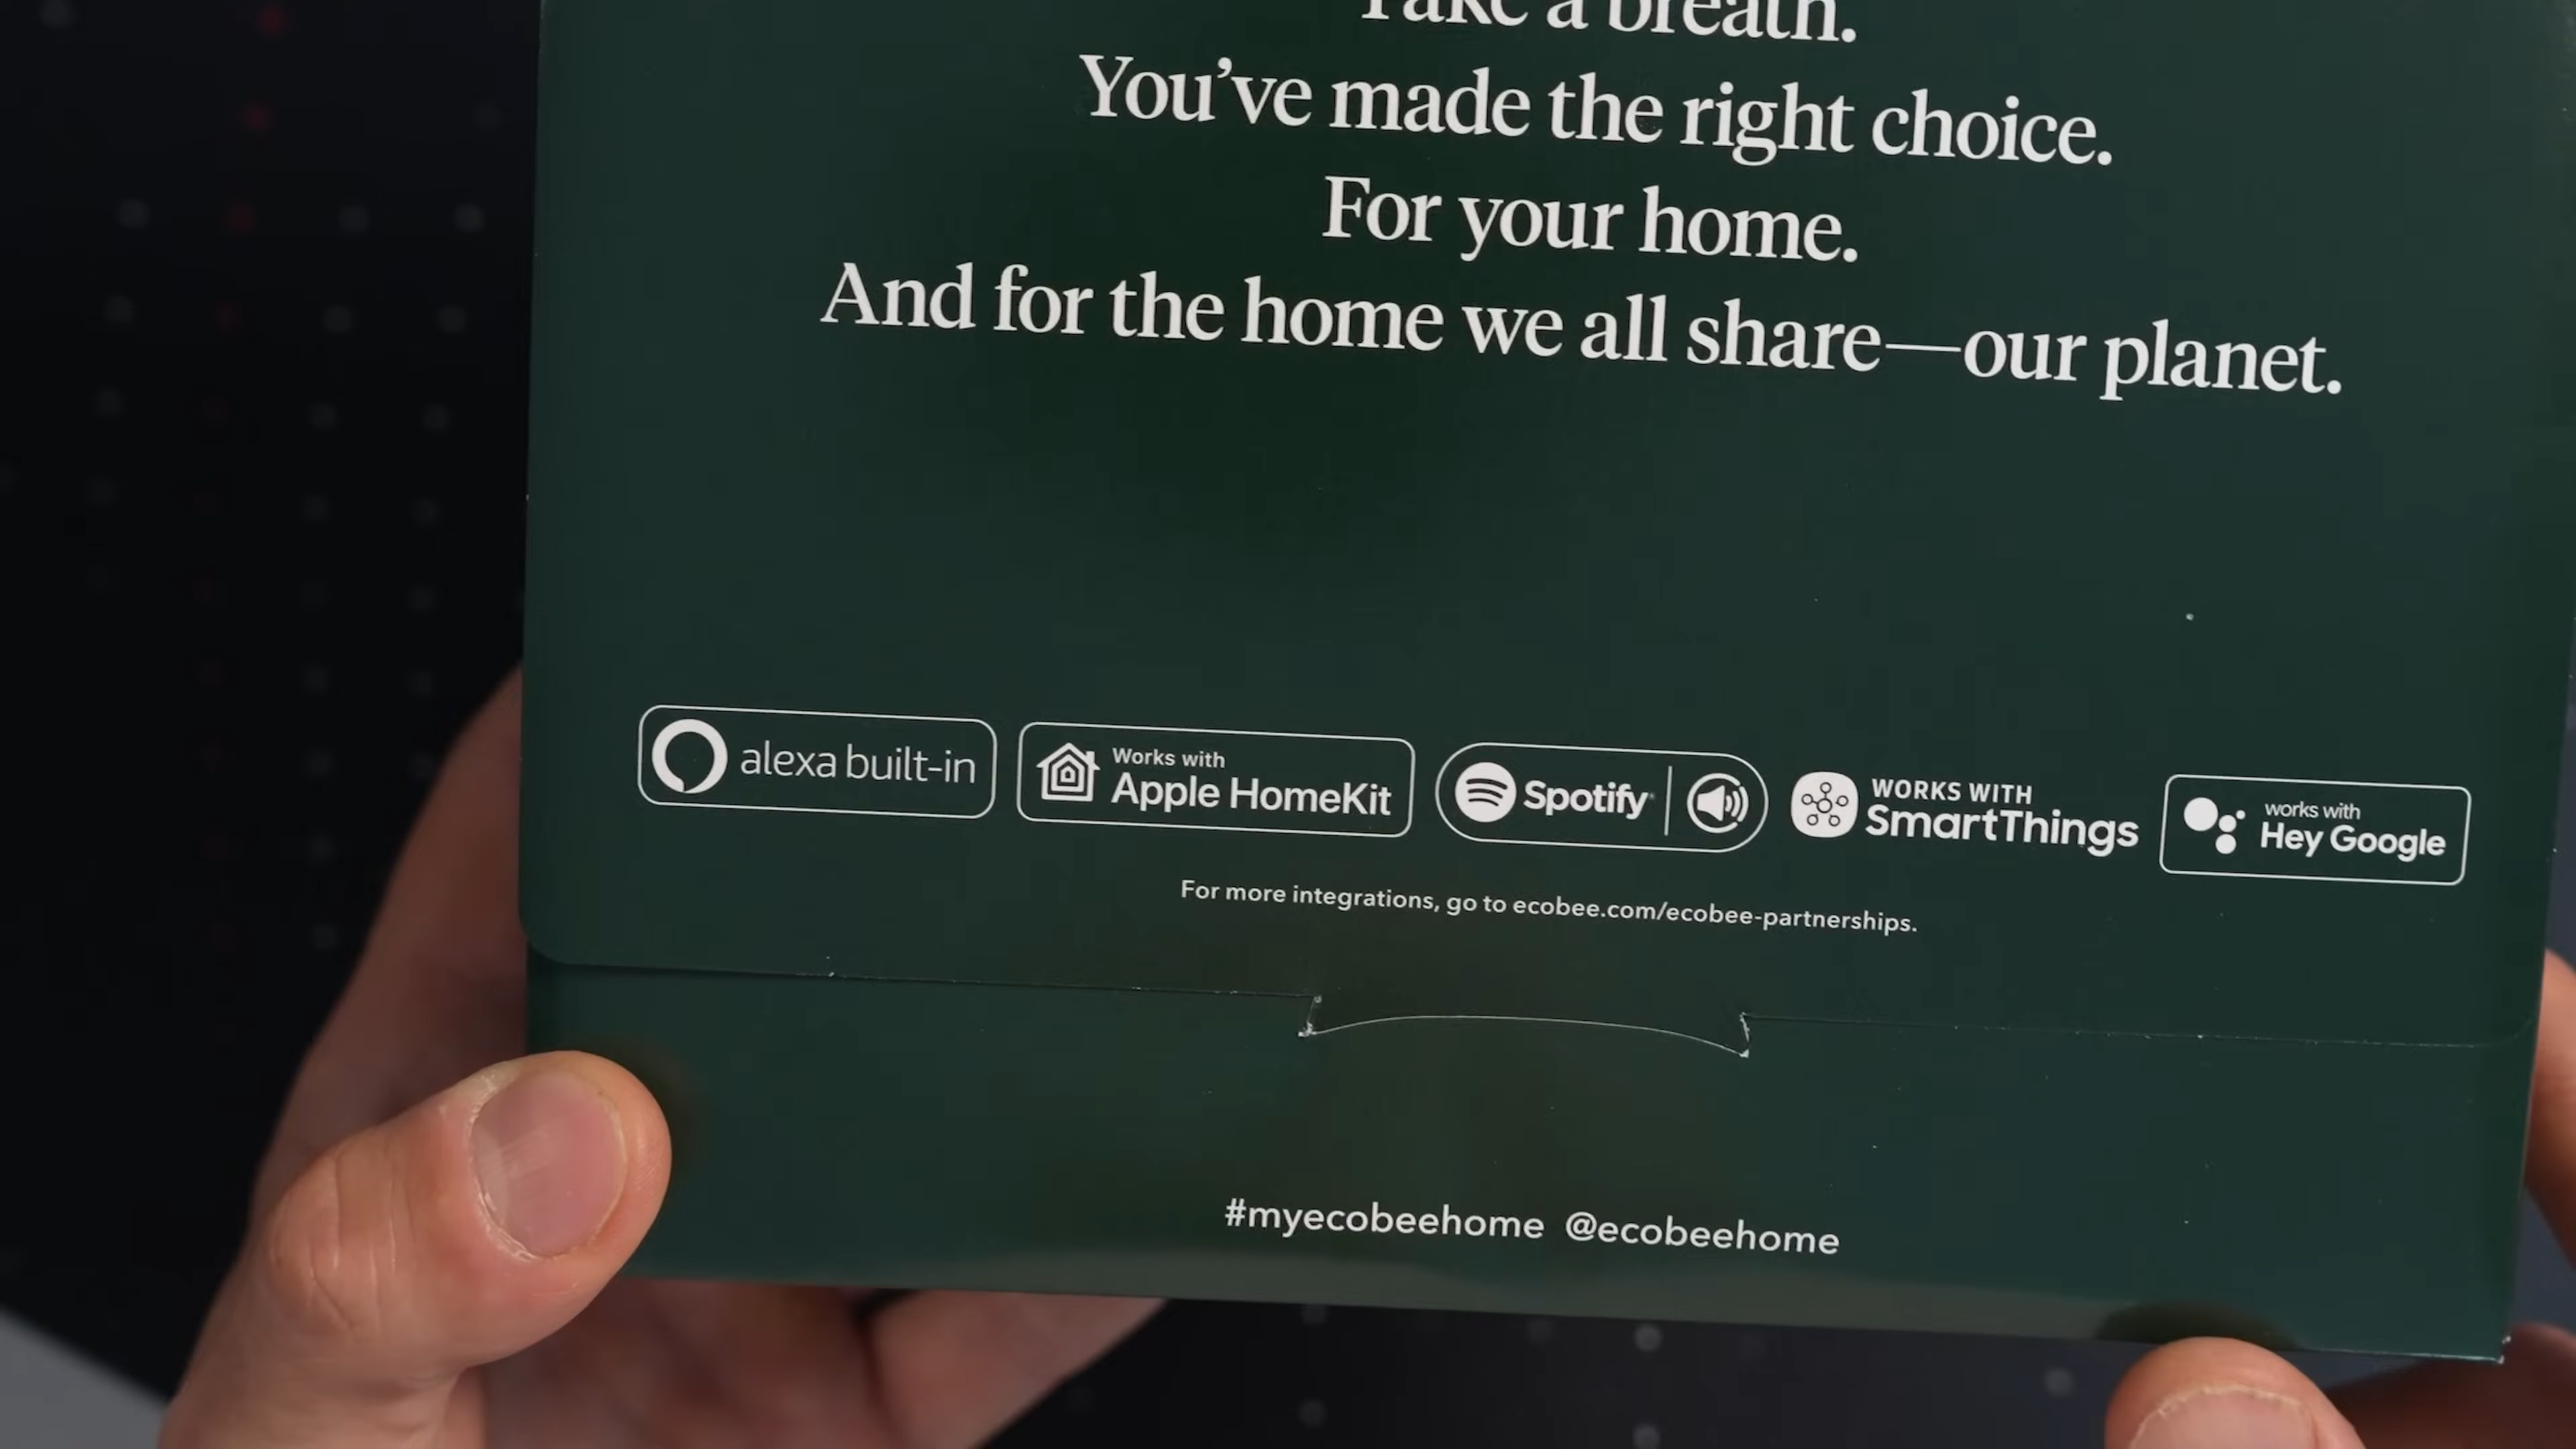 Take a breath.
You've made the right choice.
For your home.
And for the home we all share—our planet.
alexa built-in
Works with
Apple HomeKit
Spotify
WORKS WITH
SmartThings
works with
Hey Google
For more integrations, go to ecobee.com/ecobee-partnerships.
#myecobeehome @ecobeehome